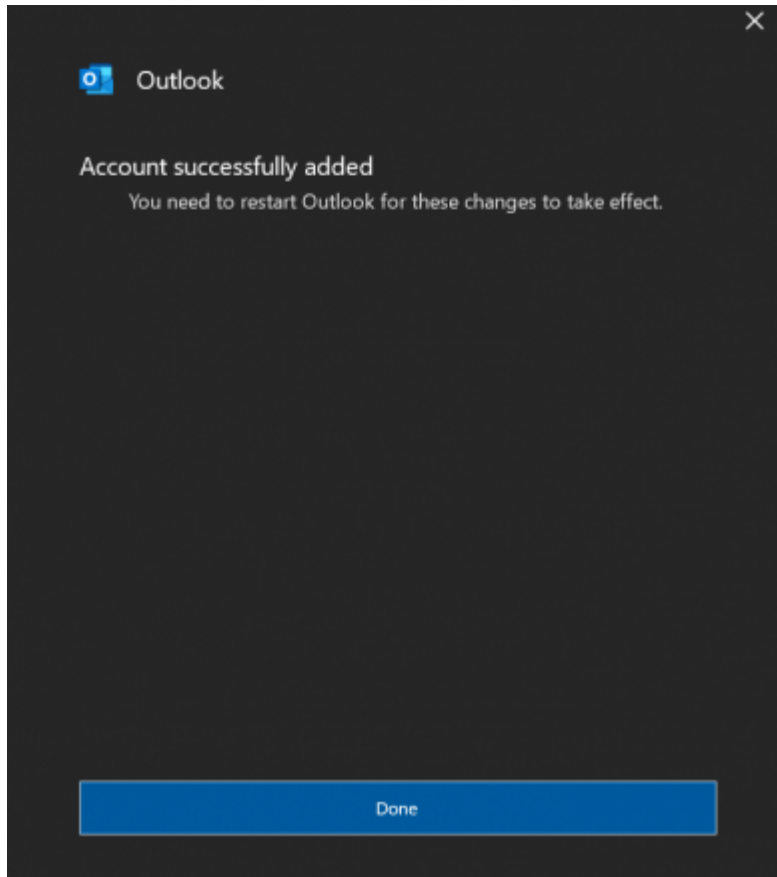 Outlook
Account successfully added
You need to restart Outlook for these changes to take effect.
Done